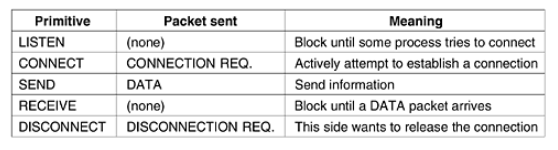 Primitive Packet sent Meaning
LISTEN (none) Block until some process tries to connect
CONNECT CONNECTION REQ. Actively attempt to establish a connection
SEND DATA Send information
RECEIVE (none) Block until a DATA packet arrives
DISCONNECT DISCONNECTION REQ. This side wants to release the connection